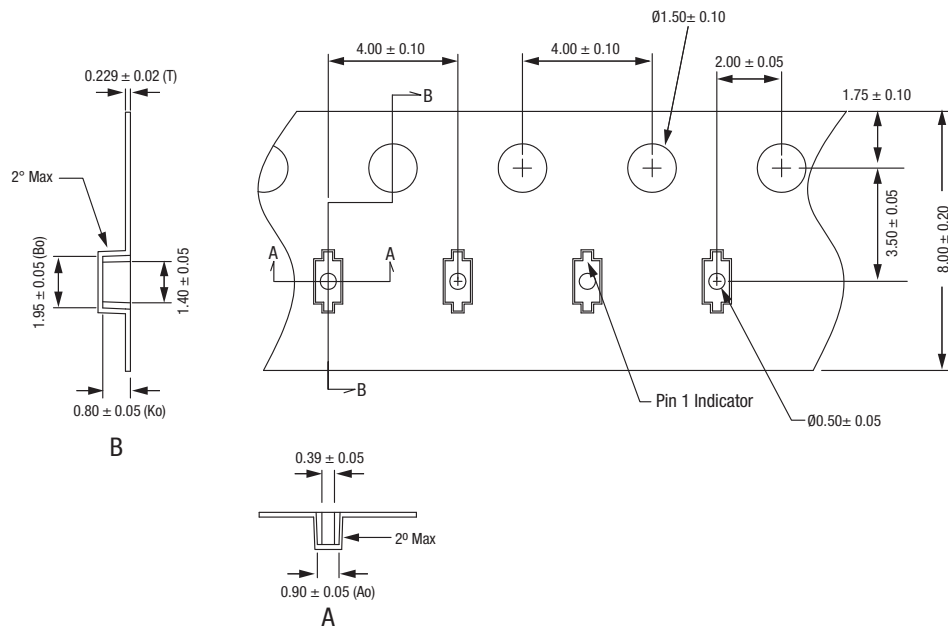 Ø1.50± 0.10
4.00 ± 0.10
4.00 ± 0.10
2.00 ± 0.05
0.229 ± 0.02 (T)
1.75 ± 0.10
B
2° Max
A
A
1.95 ± 0.05 (Bo)
1.40 ± 0.05
3.50 ± 0.05
8.00 ± 0.20
B
Pin 1 Indicator
0.80 ± 0.05 (Ko)
Ø0.50± 0.05
B
0.39 ± 0.05
2º Max
0.90 ± 0.05 (Ao)
A